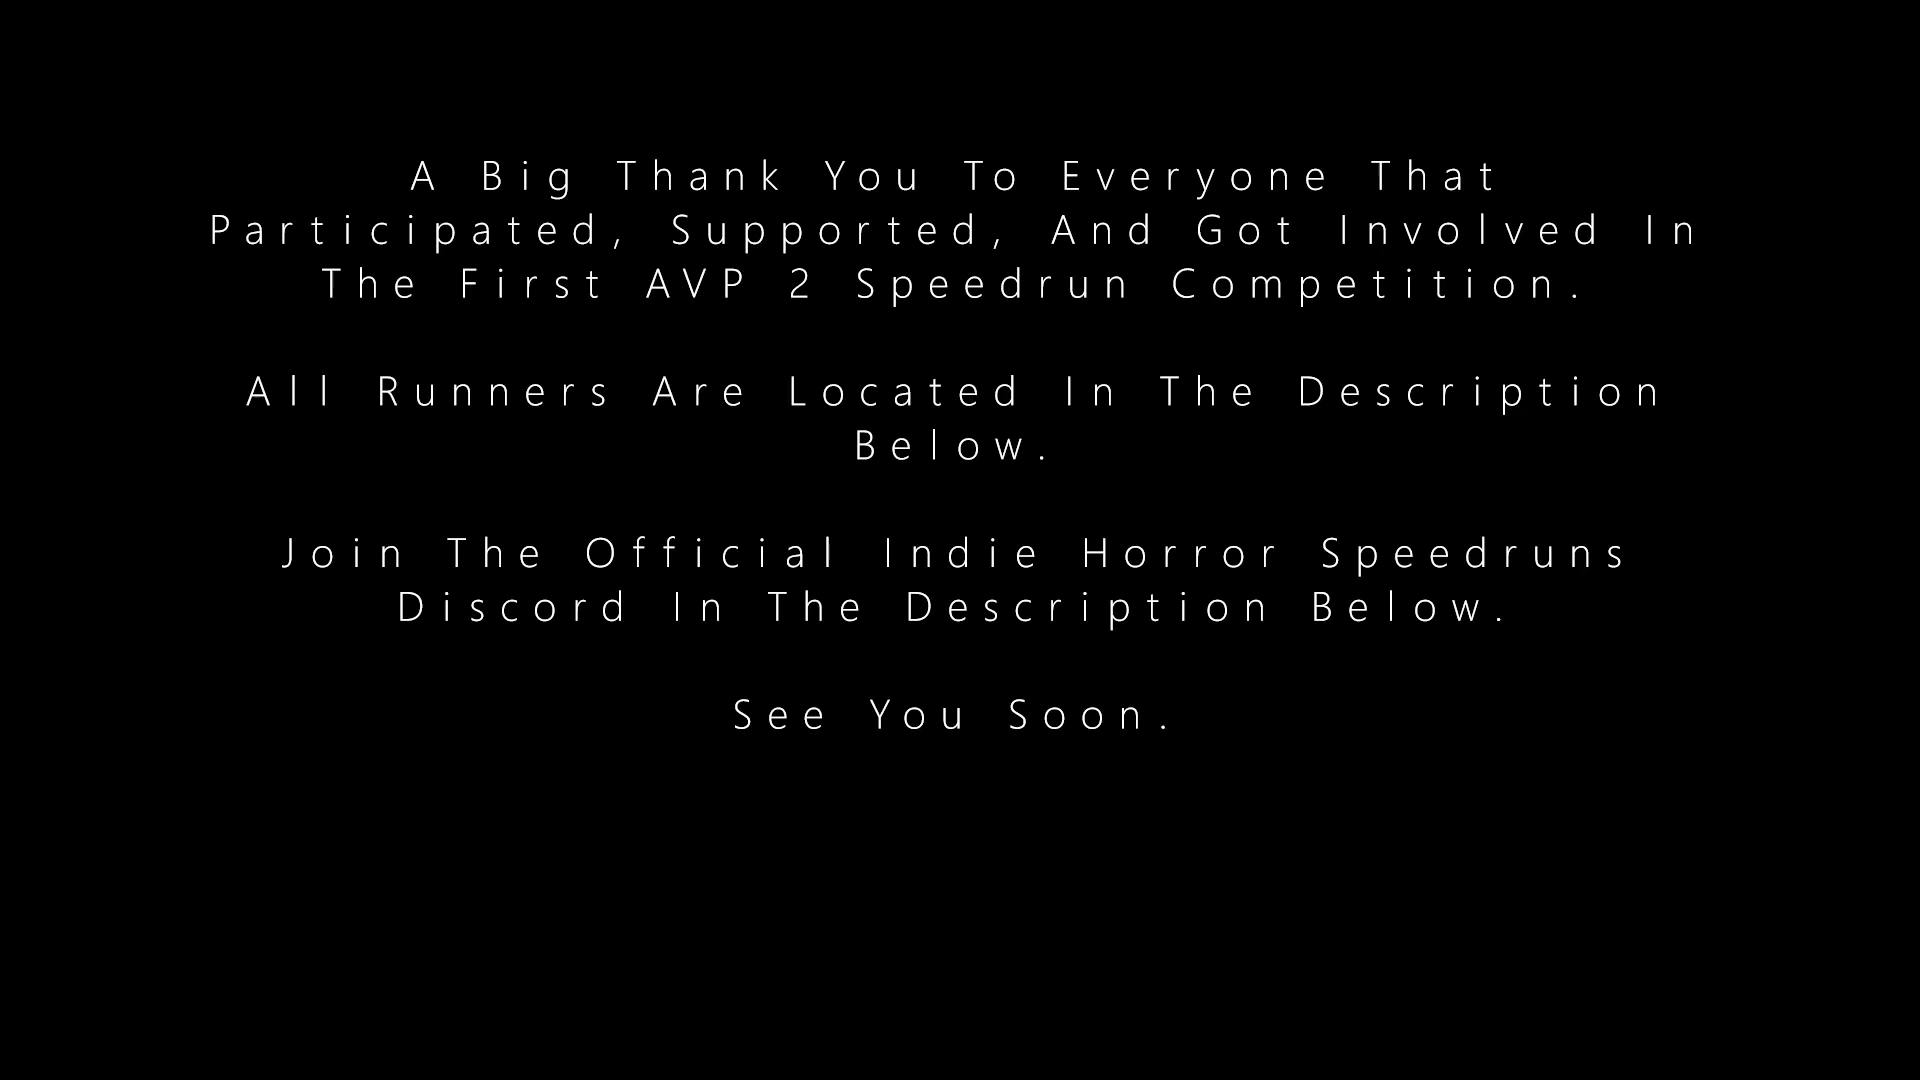 A Big Thank You To Everyone That
Participated, Supported, And Got Involved In
The First AVP 2 Speedrun Competition.
All Runners Are Located In The Description
Below.
Join The Official Indie Horror Speedruns
Discord In The Description Below.
See You Soon.